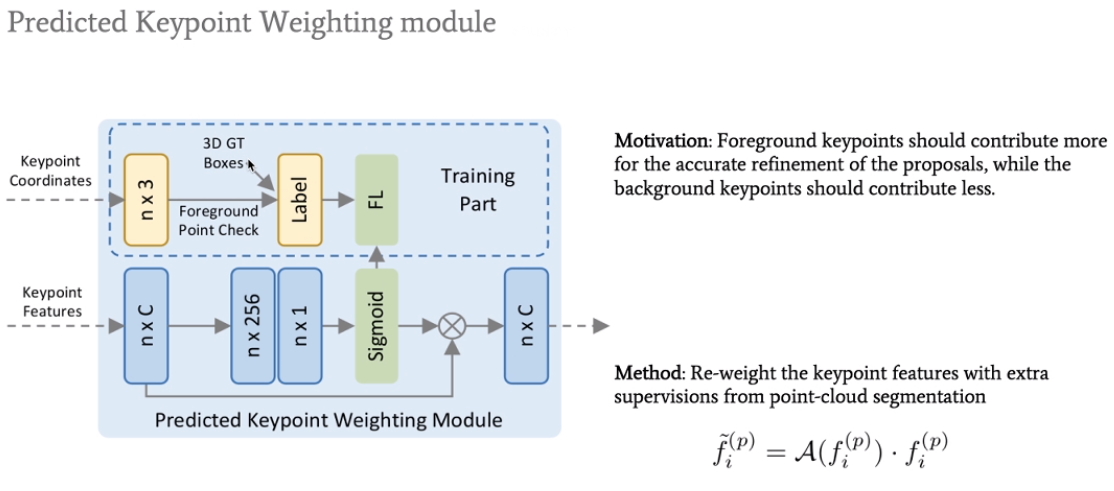 Predicted Keypoint Weighting module
Keypoint
Coordinates
n x 3
3D GT
Boxes
Foreground
Point Check
Label
FL
Training
Part
Keypoint
Features
n x C
n x 256
n x 1
Sigmoid
n x C
Predicted Keypoint Weighting Module
Motivation: Foreground keypoints should contribute more
for the accurate refinement of the proposals, while the
background keypoints should contribute less.
Method: Re-weight the keypoint features with extra
supervisions from point-cloud segmentation
$\tilde{f}_i^{(p)} = \mathcal{A}(f_i^{(p)}) \cdot f_i^{(p)}$